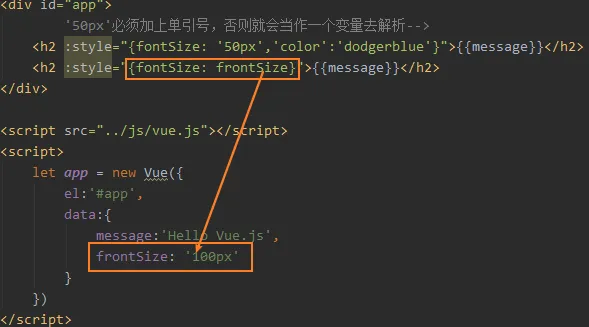 <div id="app">
'50px'必须加上单引号，否则就会当作一个变量去解析-->
<h2 :style="{fontSize: '50px','color':'dodgerblue'}">{{message}}</h2>
<h2 :style="{fontSize: frontSize}">{{message}}</h2>
</div>
<script src="../js/vue.js"></script>
<script>
let app = new Vue({
el:'#app',
data:{
message:'Hello Vue.js',
frontSize: '100px'
}
})
</script>